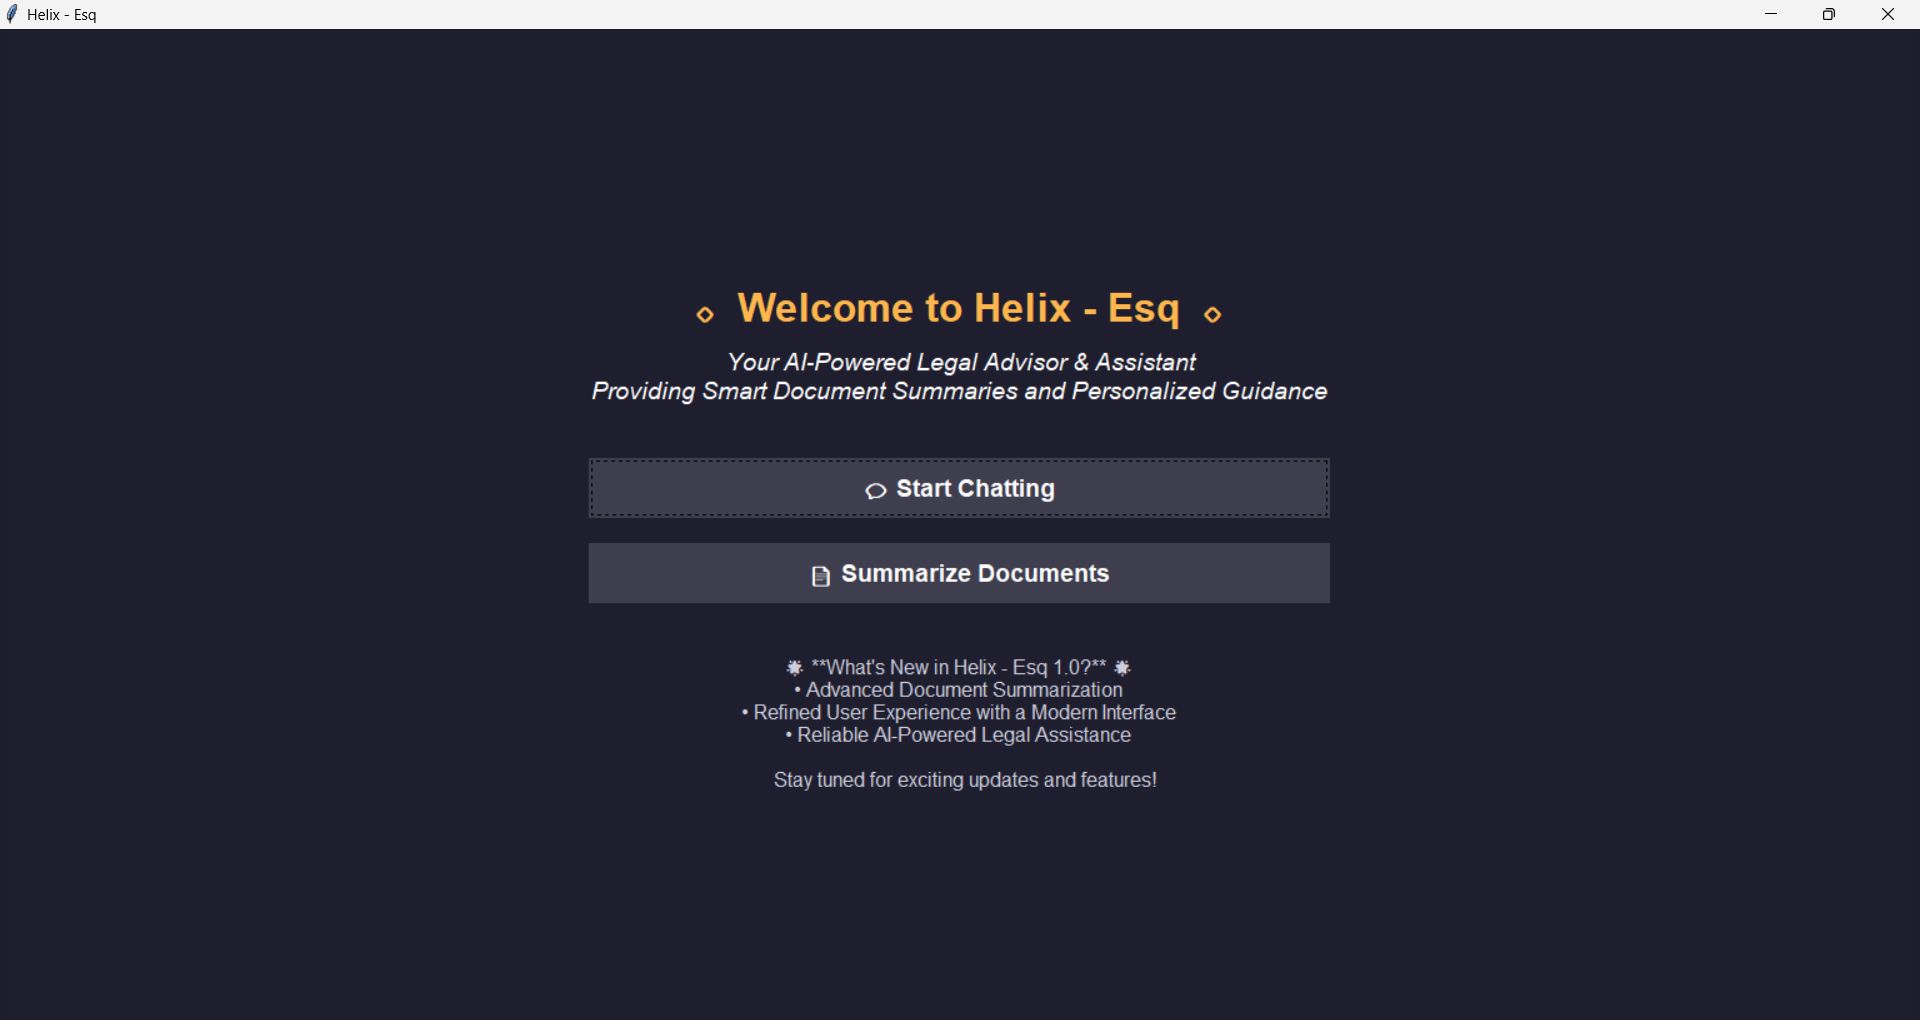 Helix - Esq
Welcome to Helix - Esq
Your AI-Powered Legal Advisor & Assistant
Providing Smart Document Summaries and Personalized Guidance
Start Chatting
Summarize Documents
**What's New in Helix - Esq 1.0?**
• Advanced Document Summarization
• Refined User Experience with a Modern Interface
• Reliable AI-Powered Legal Assistance
Stay tuned for exciting updates and features!